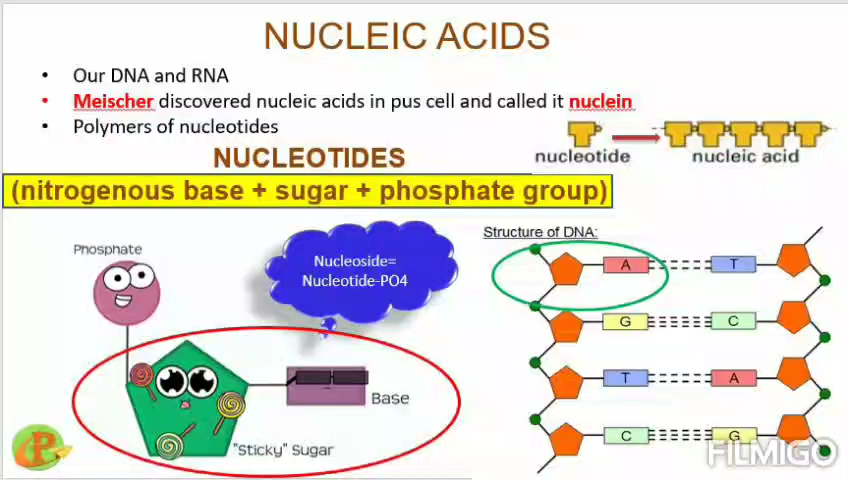 NUCLEIC ACIDS
• Our DNA and RNA
• Meischer discovered nucleic acids in pus cell and called it nuclein
• Polymers of nucleotides
nucleotide
nucleic acid
NUCLEOTIDES
(nitrogenous base + sugar + phosphate group)
Phosphate
Nucleoside=
Nucleotide-PO4
Base
"Sticky" Sugar
Structure of DNA:
A T
G C
T A
C G
P
FILMIGO